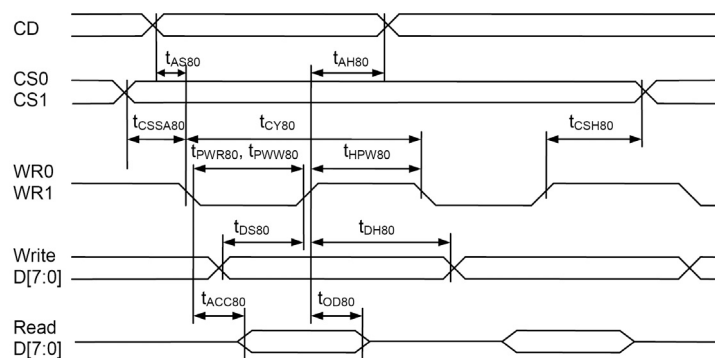 CD
tAS80 tAH80
CS0
CS1
tCSSA80 tCY80 tCSH80
tPWR80, tPWW80 tHPW80
WR0
WR1
tDS80 tDH80
Write
D[7:0]
tACC80 tOD80
Read
D[7:0]